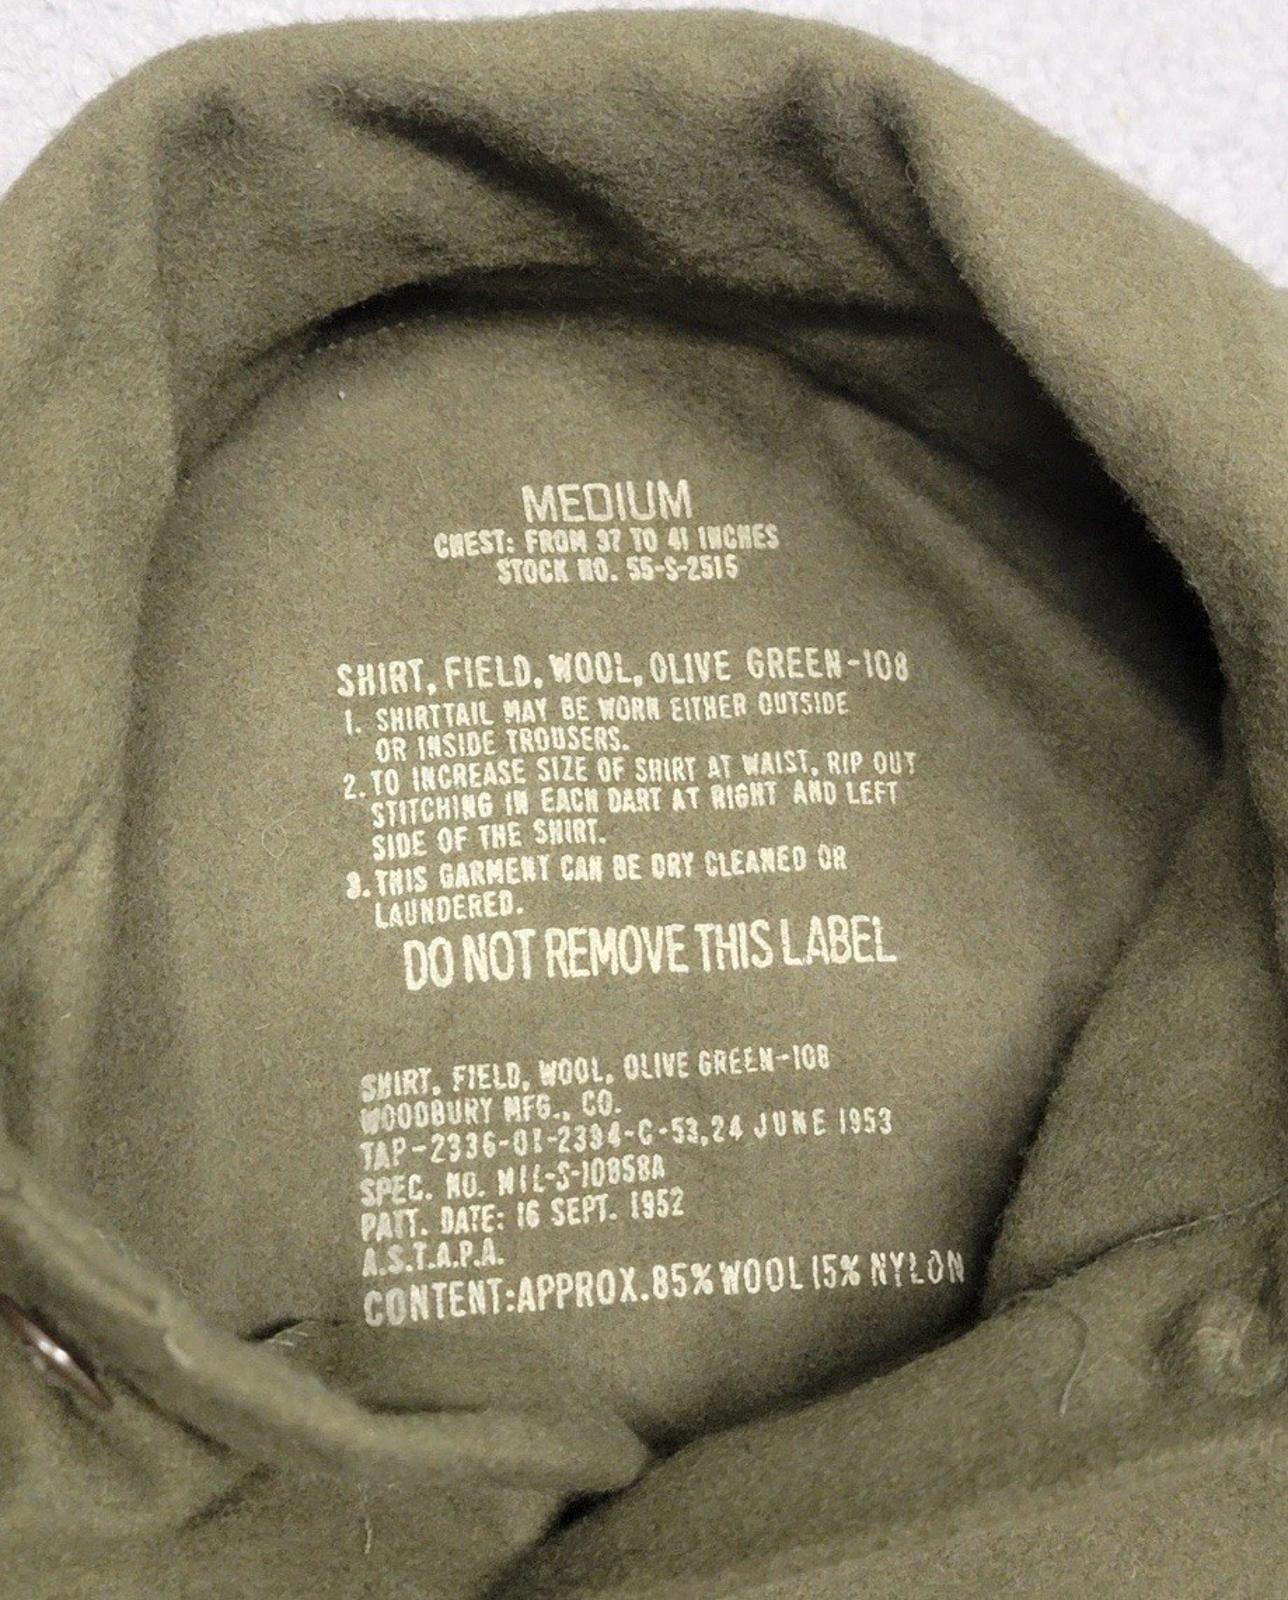 MEDIUM
CHEST: FROM 37 TO 41 INCHES
STOCK NO. 55-S-2515
SHIRT, FIELD, WOOL, OLIVE GREEN-108
1. SHIRTTAIL MAY BE WORN EITHER OUTSIDE
OR INSIDE TROUSERS.
2. TO INCREASE SIZE OF SHIRT AT WAIST, RIP OUT
STITCHING IN EACH DART AT RIGHT AND LEFT
SIDE OF THE SHIRT.
3. THIS GARMENT CAN BE DRY CLEANED OR
LAUNDERED.
DO NOT REMOVE THIS LABEL
SHIRT, FIELD, WOOL, OLIVE GREEN-108
WOODBURY MFG., CO.
TAP-2336-OI-2394-C-53,24 JUNE 1953
SPEC. NO. MIL-S-10858A
PATT. DATE: 16 SEPT. 1952
A.S.T.A.P.A.
CONTENT:APPROX.85% WOOL 15% NYLON